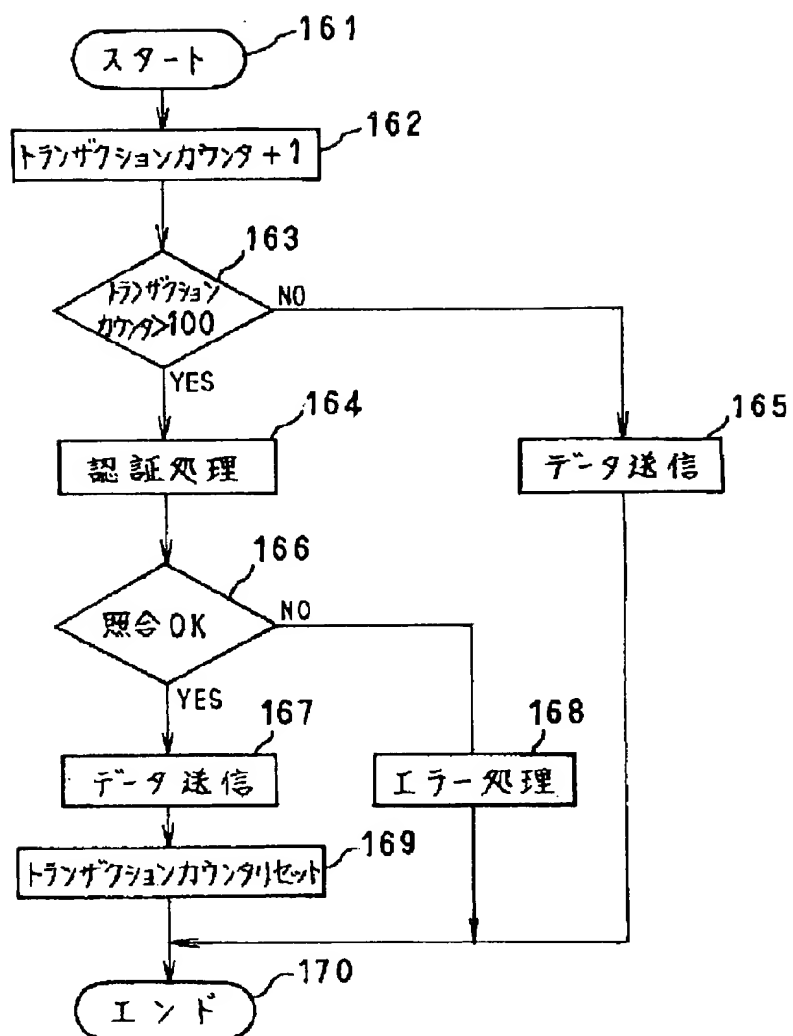 スタート
161
トランザクションカウンタ+1
162
163
トランザクション
カウンタ>100
NO
YES
164
認証処理
165
データ送信
166
照合OK
NO
YES
167
データ送信
168
エラー処理
169
トランザクションカウンタリセット
170
エンド